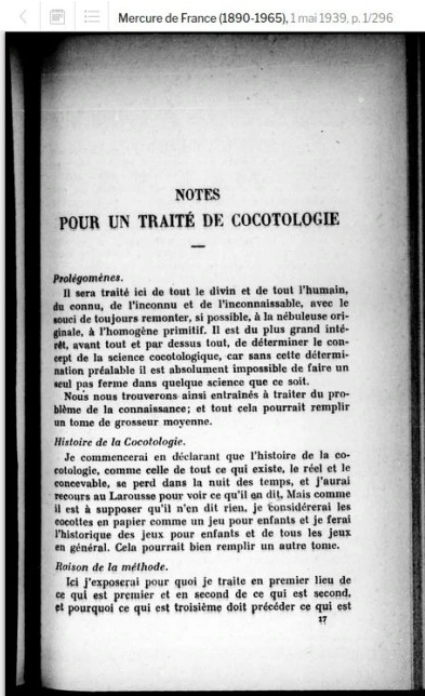 Mercure de France (1890-1965), 1 mai 1939, p. 1/296
NOTES
POUR UN TRAITÉ DE COCOTOLOGIE
Prolégomènes.
Il sera traité ici de tout le divin et de tout l'humain,
du connu, de l'inconnu et de l'inconnaissable, avec le
souci de toujours remonter, si possible, à la nébuleuse ori-
ginale, à l'homogène primitif. Il est du plus grand inté-
rêt, avant tout et par dessus tout, de déterminer le con-
cept de la science cocotologique, car sans cette détermi-
nation préalable il est absolument impossible de faire un
seul pas ferme dans quelque science que ce soit.
Nous nous trouverons ainsi entraînés à traiter du pro-
blème de la connaissance; et tout cela pourrait remplir
un tome de grosseur moyenne.
Histoire de la Cocotologie.
Je commencerai en déclarant que l'histoire de la co-
cotologie, comme celle de tout ce qui existe, le réel et le
concevable, se perd dans la nuit des temps, et j'aurai
recours au Larousse pour voir ce qu'il en dit. Mais comme
il est à supposer qu'il n'en dit rien, je considérerai les
cocottes en papier comme un jeu pour enfants et je ferai
l'historique des jeux pour enfants et de tous les jeux
en général. Cela pourrait bien remplir un autre tome.
Raison de la méthode.
Ici j'exposerai pour quoi je traite en premier lieu de
ce qui est premier et en second de ce qui est second,
et pourquoi ce qui est troisième doit précéder ce qui est
17